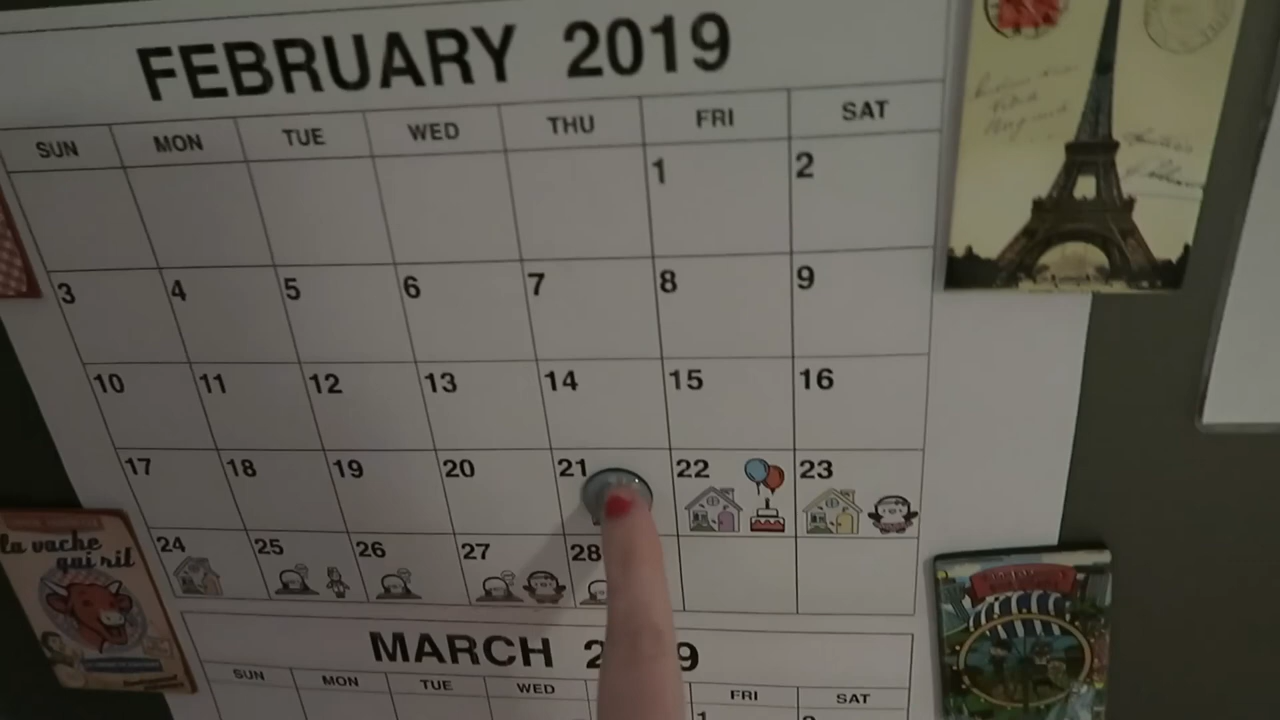 FEBRUARY 2019
SUN MON TUE WED THU FRI SAT
1 2
3 4 5 6 7 8 9
10 11 12 13 14 15 16
17 18 19 20 21 22 23
24 25 26 27 28
MARCH 2 9
SUN MON TUE WED FRI SAT
1
la vache
qui rit